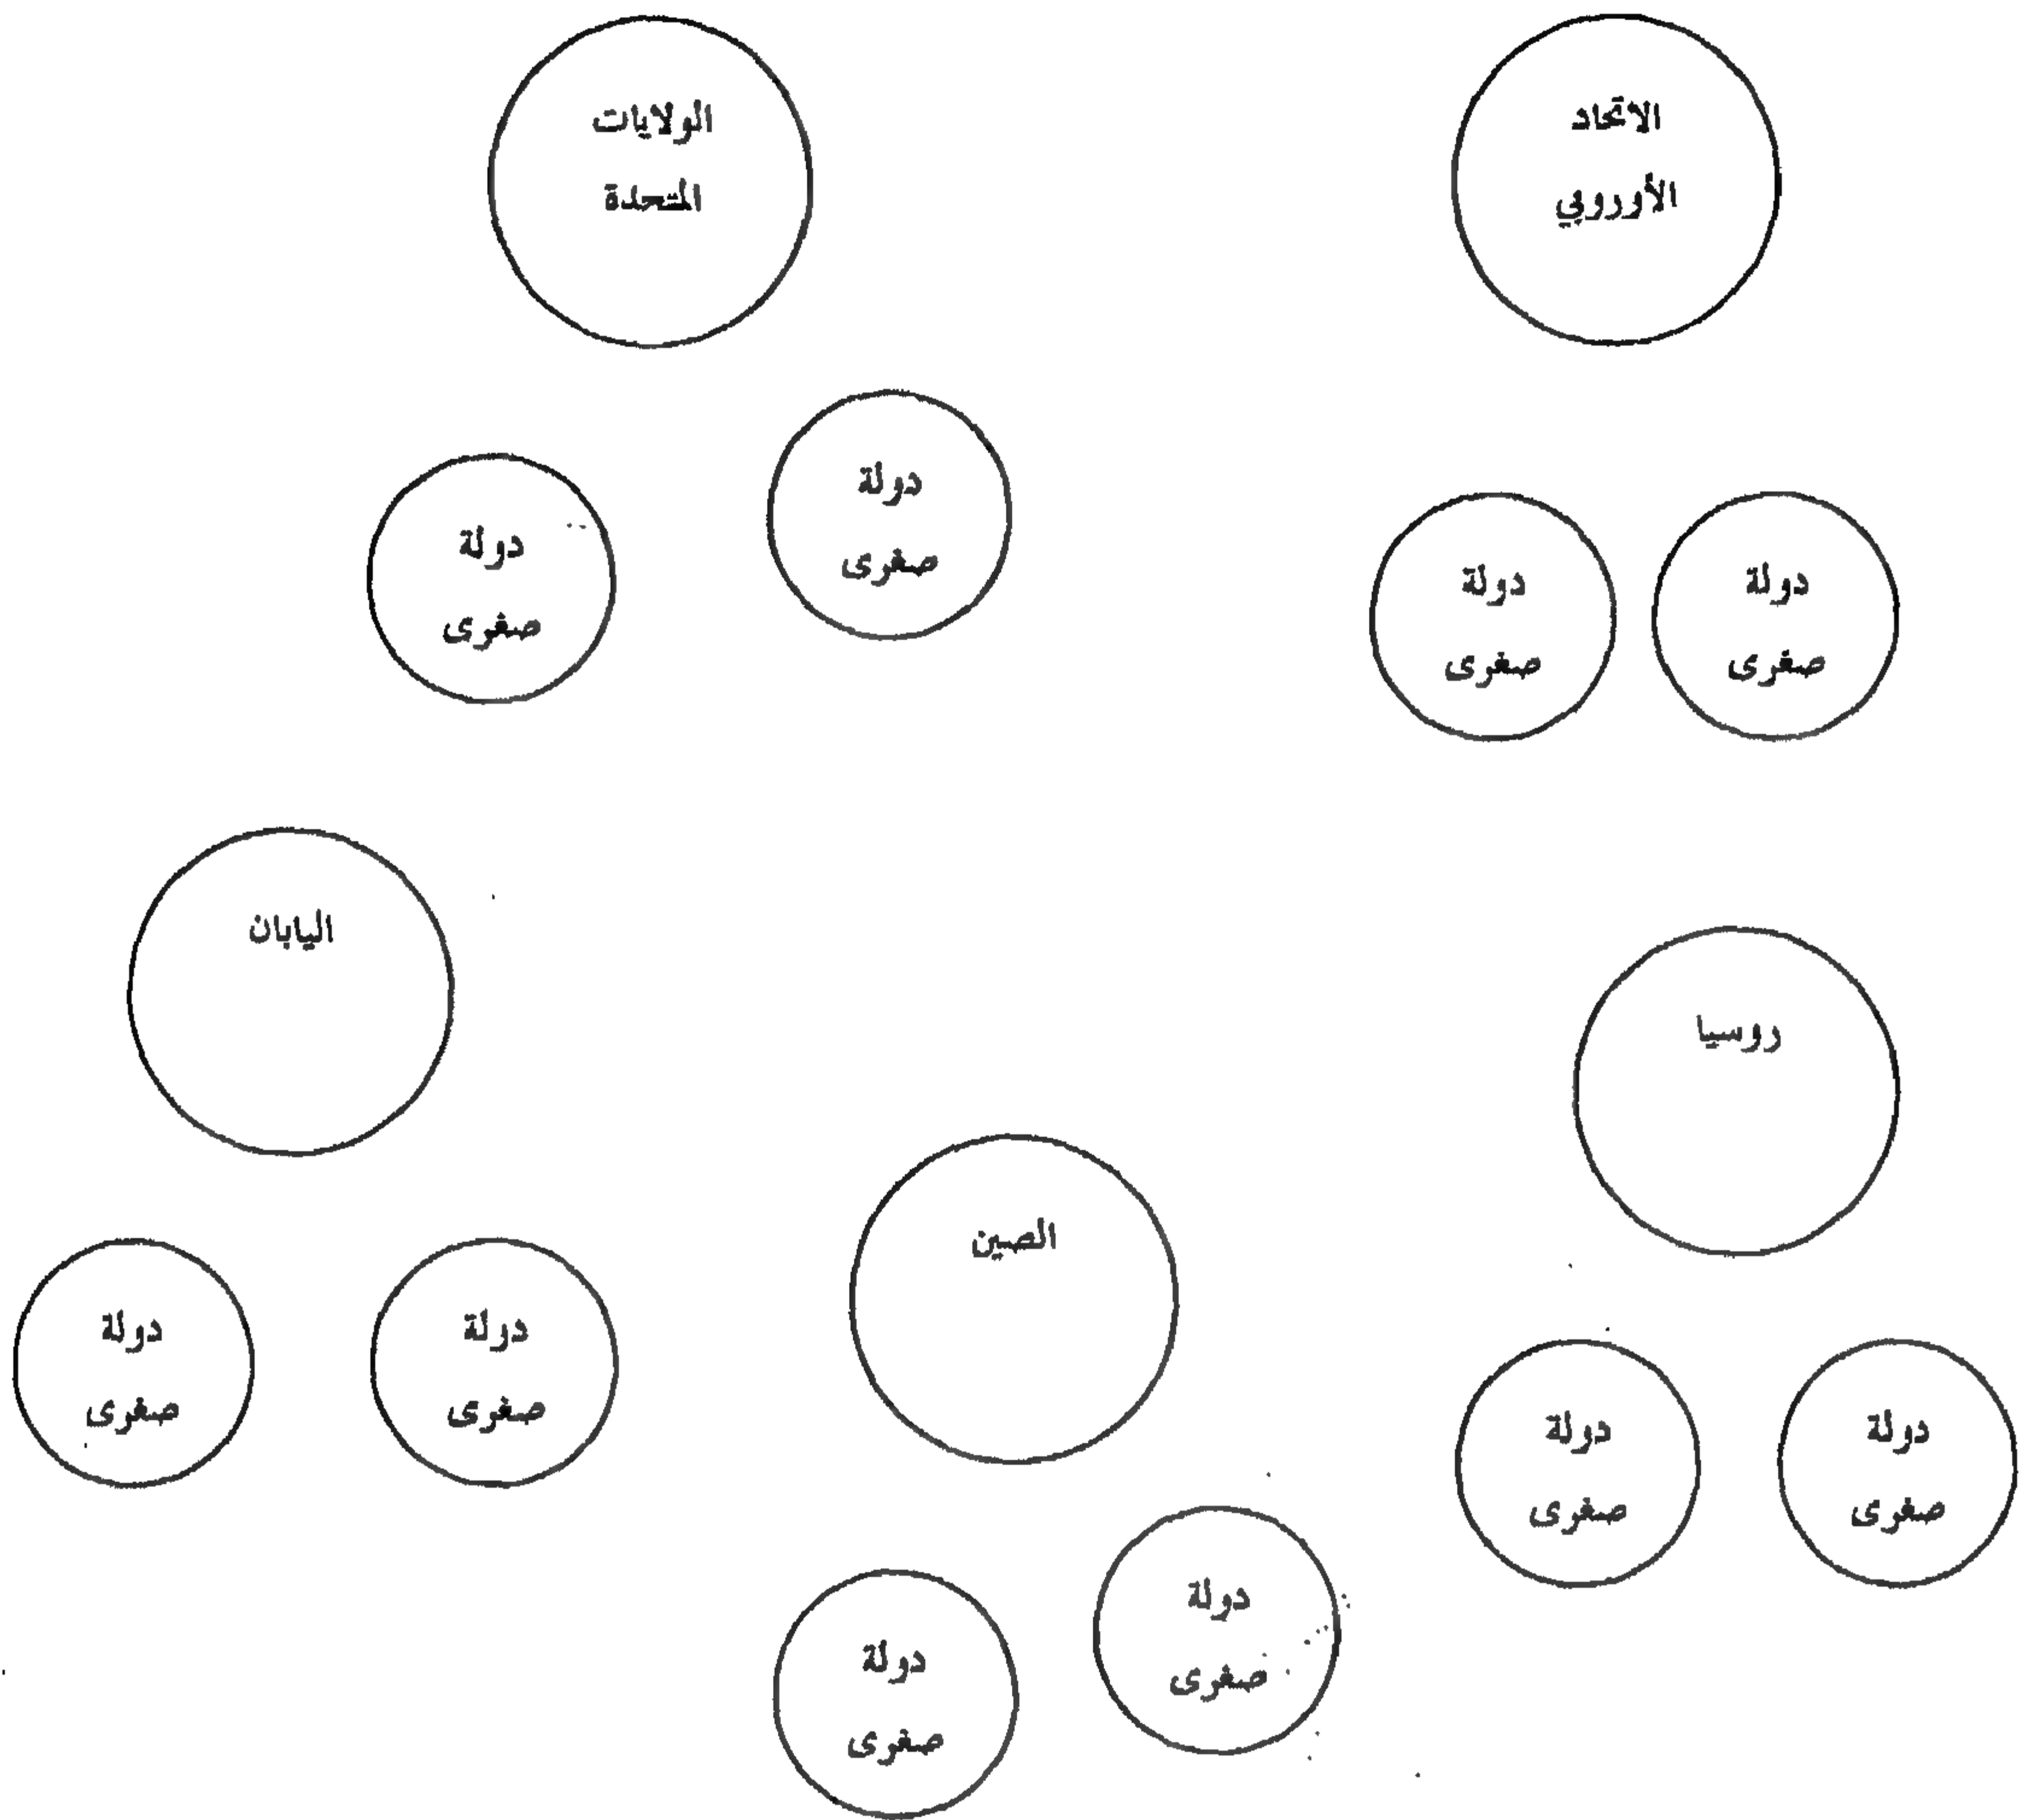 الاتحاد
الأوروبي
الولايات
المتحدة
دولة
صغرى
دولة
صغرى
دولة
صغرى
دولة
صغرى
اليابان
روسيا
الصين
دولة
صغرى
دولة
صغرى
دولة
صغرى
دولة
صغرى
دولة
صغرى
دولة
صغرى